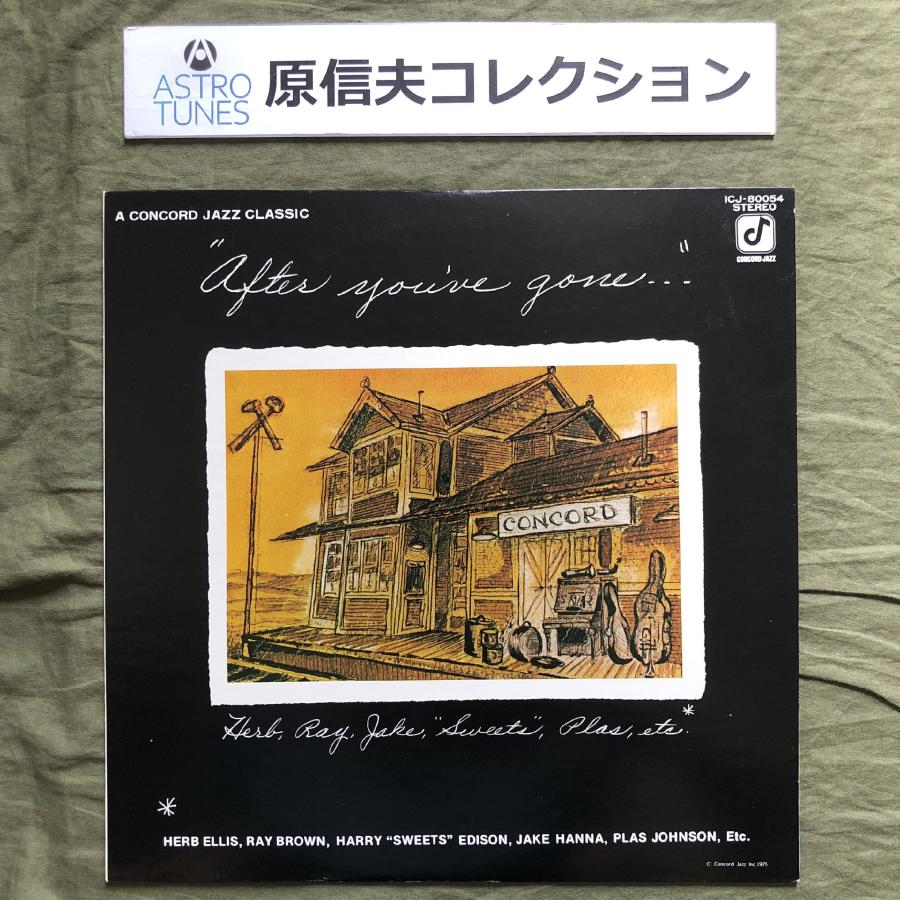 ASTRO
TUNES
原信夫コレクション
A CONCORD JAZZ CLASSIC
ICJ-80054
STEREO
CONCORD JAZZ
"After you've gone..."
CONCORD
Herb, Ray, Jake, "Sweets", Plas, etc.*
*
HERB ELLIS, RAY BROWN, HARRY "SWEETS" EDISON, JAKE HANNA, PLAS JOHNSON, Etc.
C: Concord Jazz Inc 1975